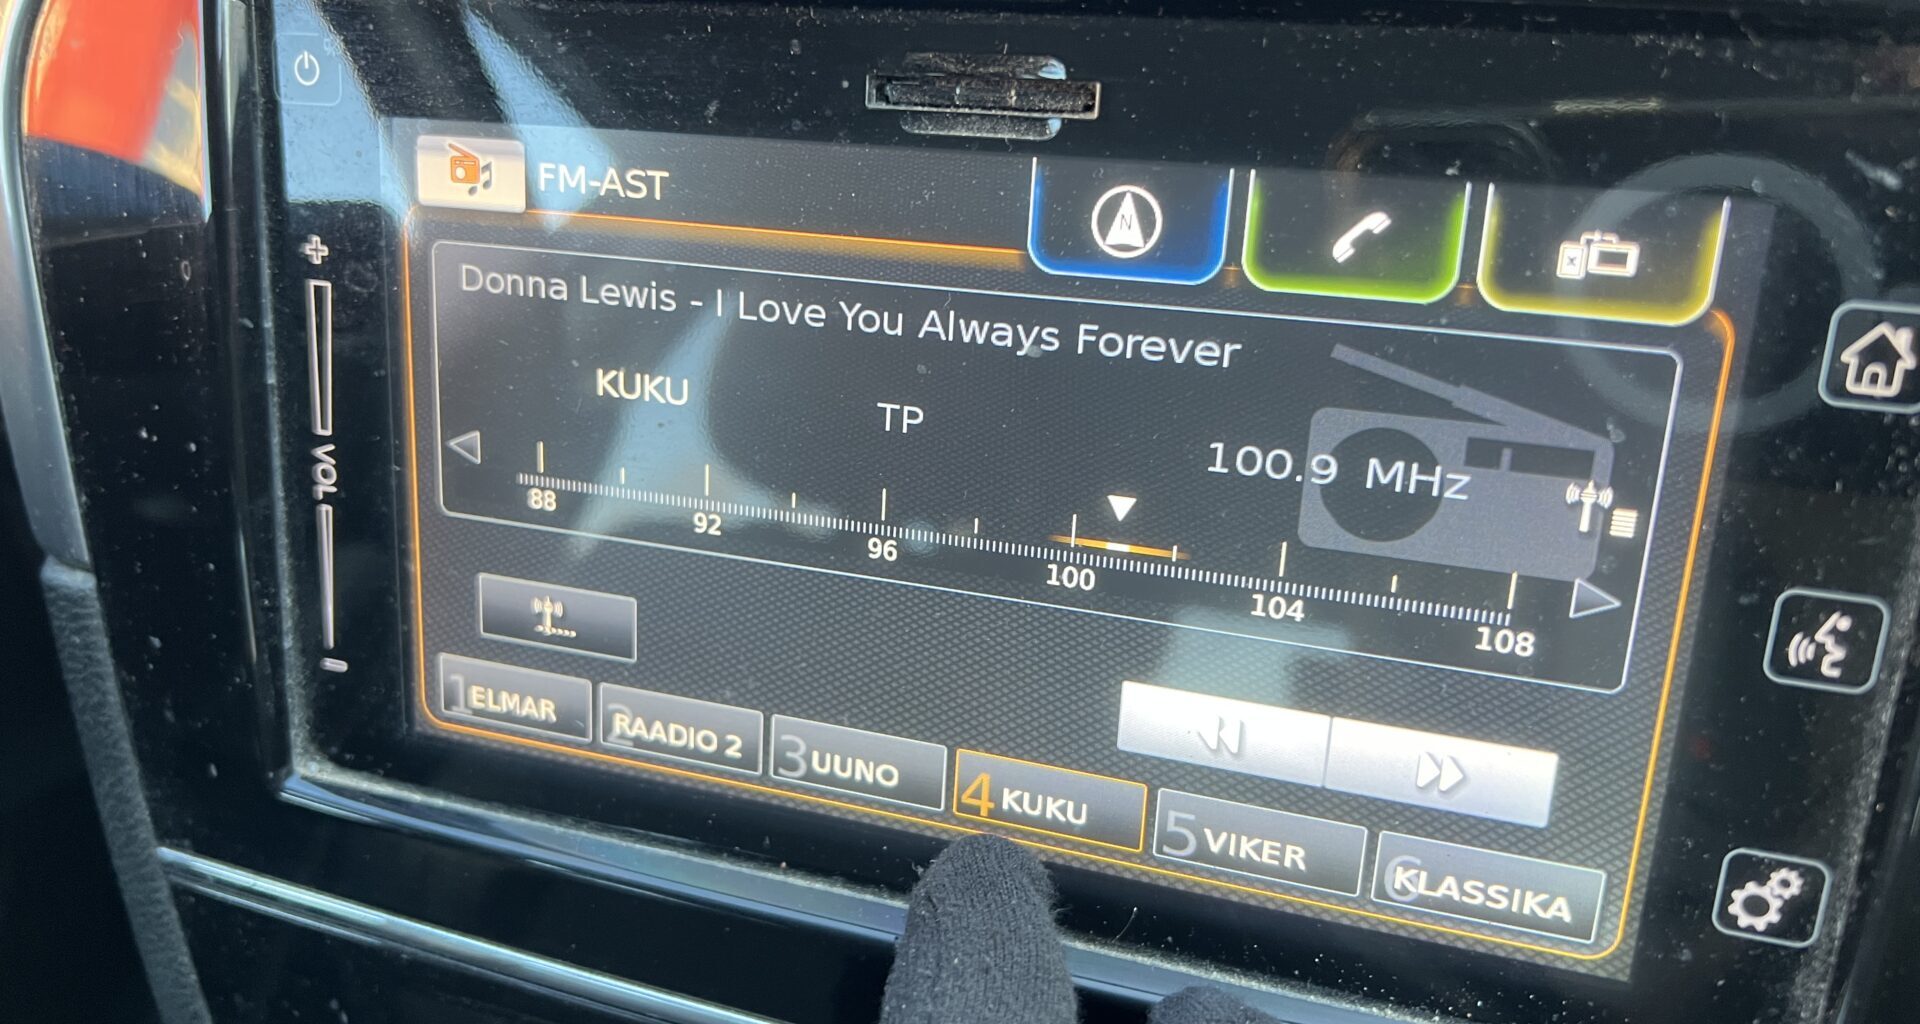 FM-AST
N
Donna Lewis - I Love You Always Forever
KUKU
TP
100.9 MHz
88 92 96 100 104 108
VOL
1 ELMAR
2 RAADIO 2
3 UUNO
4 KUKU
5 VIKER
6 KLASSIKA